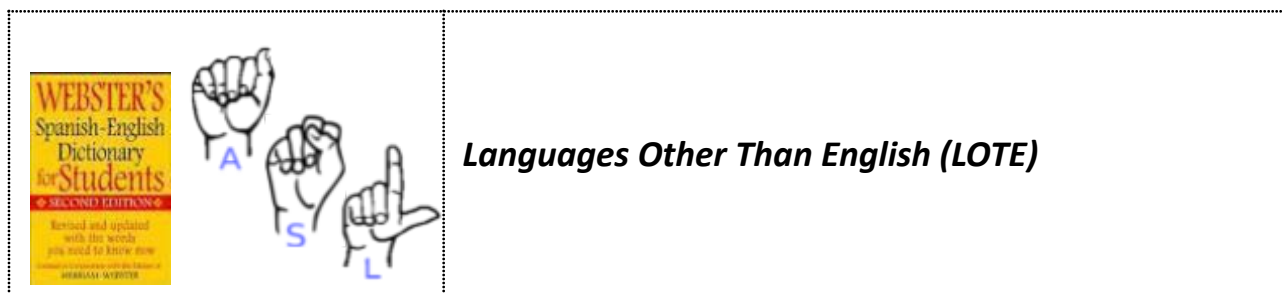 WEBSTER'S
Spanish-English
Dictionary
for Students
SECOND EDITION
Revised and updated
with the words
you need to know now
MERRIAM-WEBSTER
A
S
L
Languages Other Than English (LOTE)